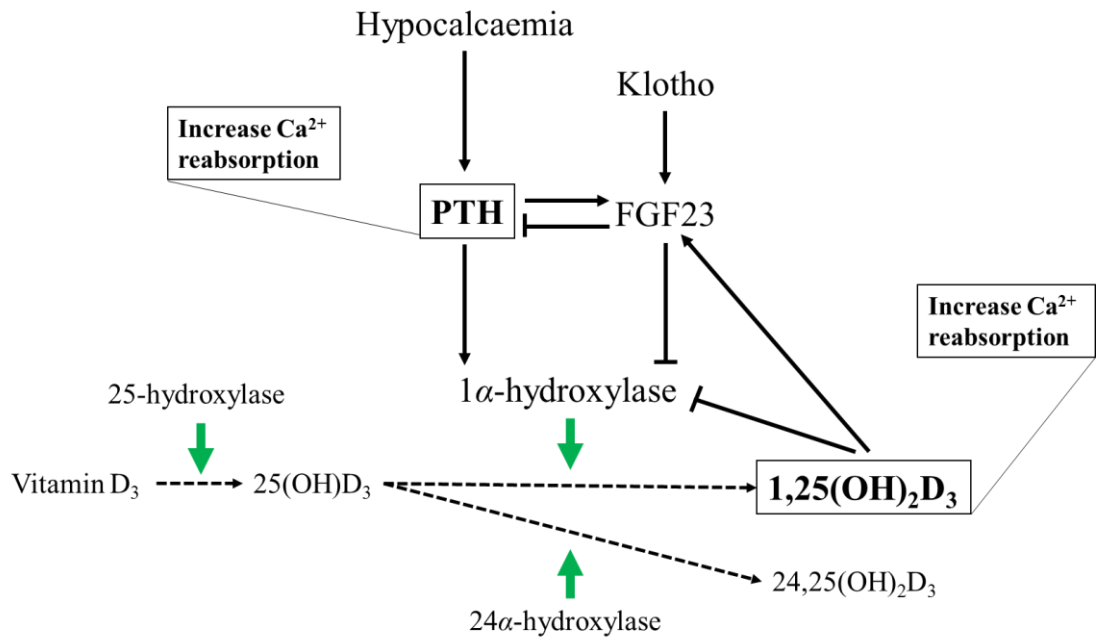 Hypocalcaemia
Klotho
Increase Ca²⁺
reabsorption
PTH
FGF23
Increase Ca²⁺
reabsorption
1α-hydroxylase
25-hydroxylase
Vitamin D₃
25(OH)D₃
1,25(OH)₂D₃
24,25(OH)₂D₃
24α-hydroxylase